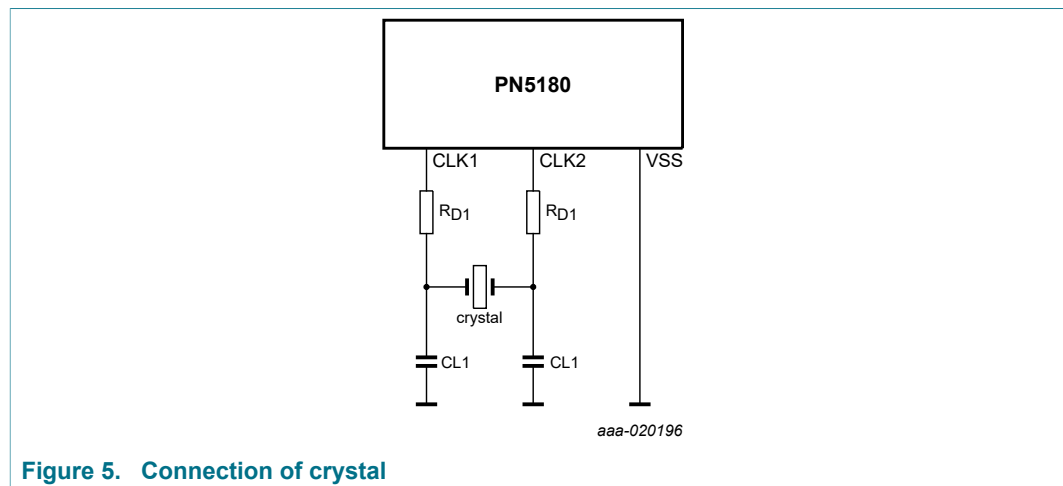 PN5180
CLK1 CLK2 VSS
RD1 RD1
crystal
CL1 CL1
aaa-020196
Figure 5. Connection of crystal